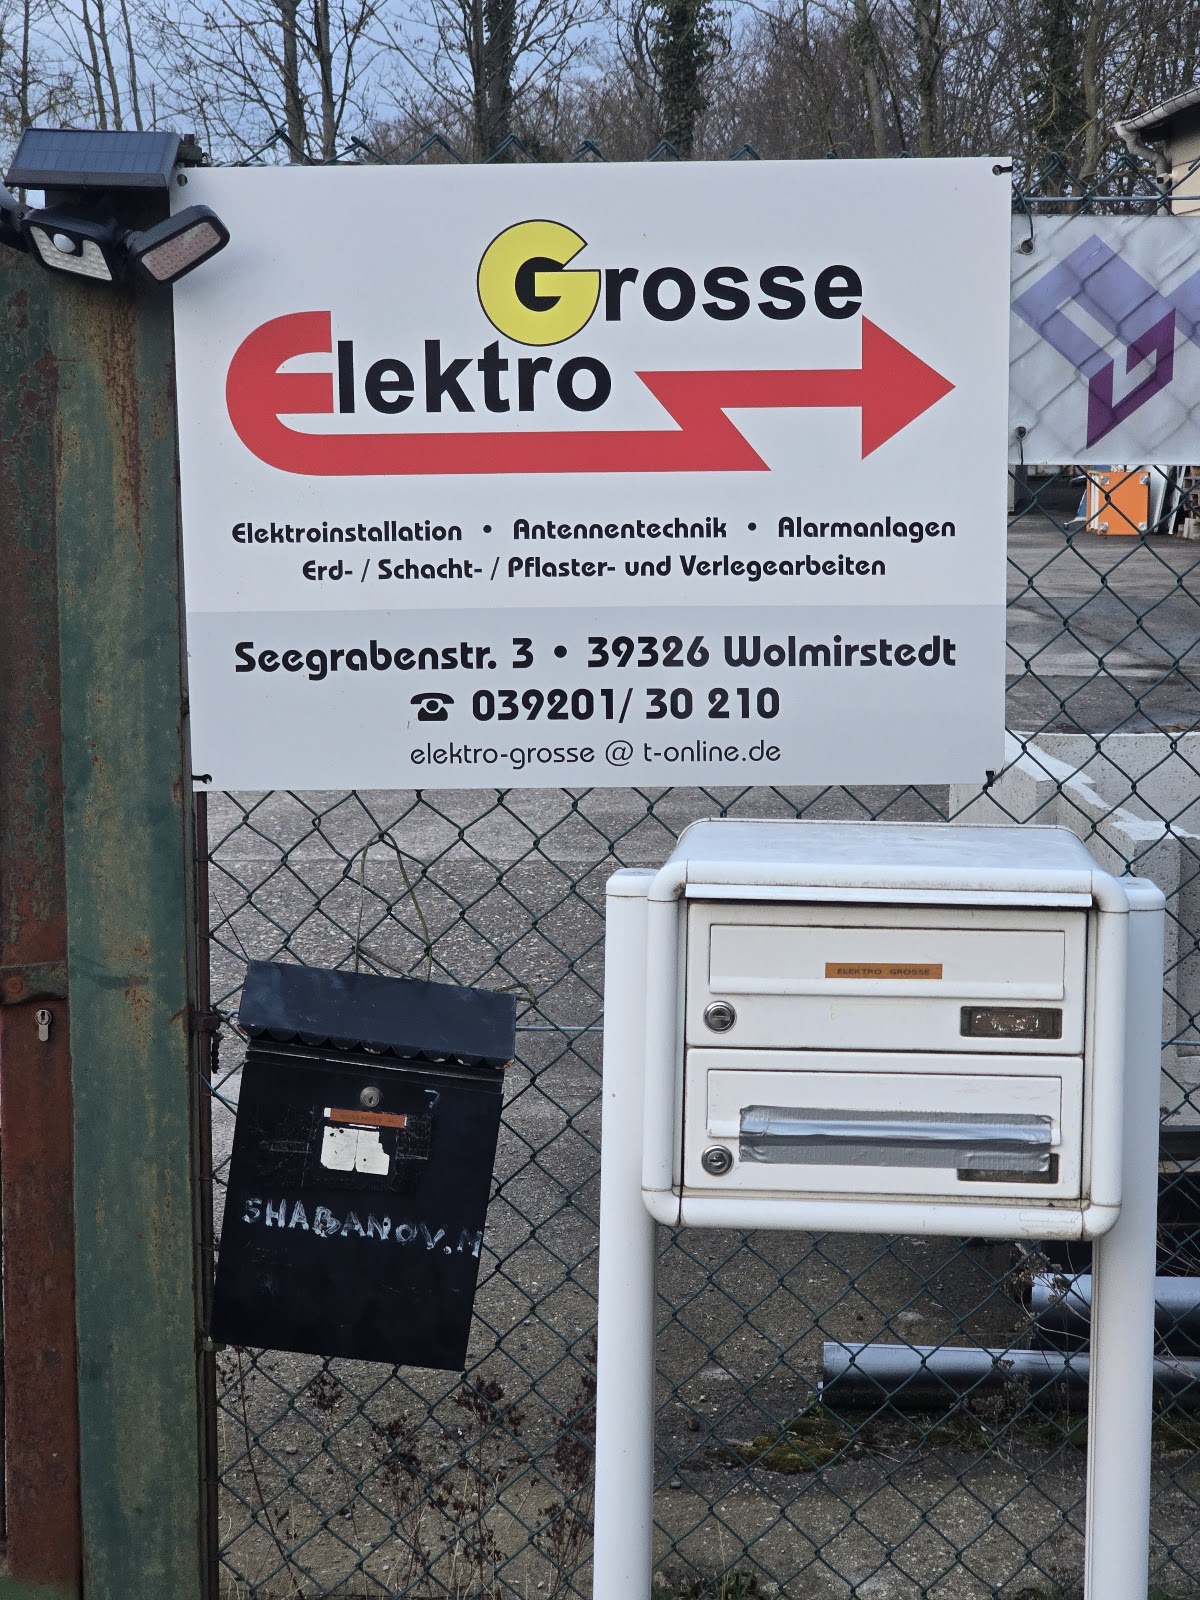 Grosse
Elektro
Elektroinstallation • Antennentechnik • Alarmanlagen
Erd- / Schacht- / Pflaster- und Verlegearbeiten
Seegrabenstr. 3 • 39326 Wolmirstedt
☎ 039201/ 30 210
elektro-grosse @ t-online.de
ELEKTRO GROSSE
SHABANOV.M